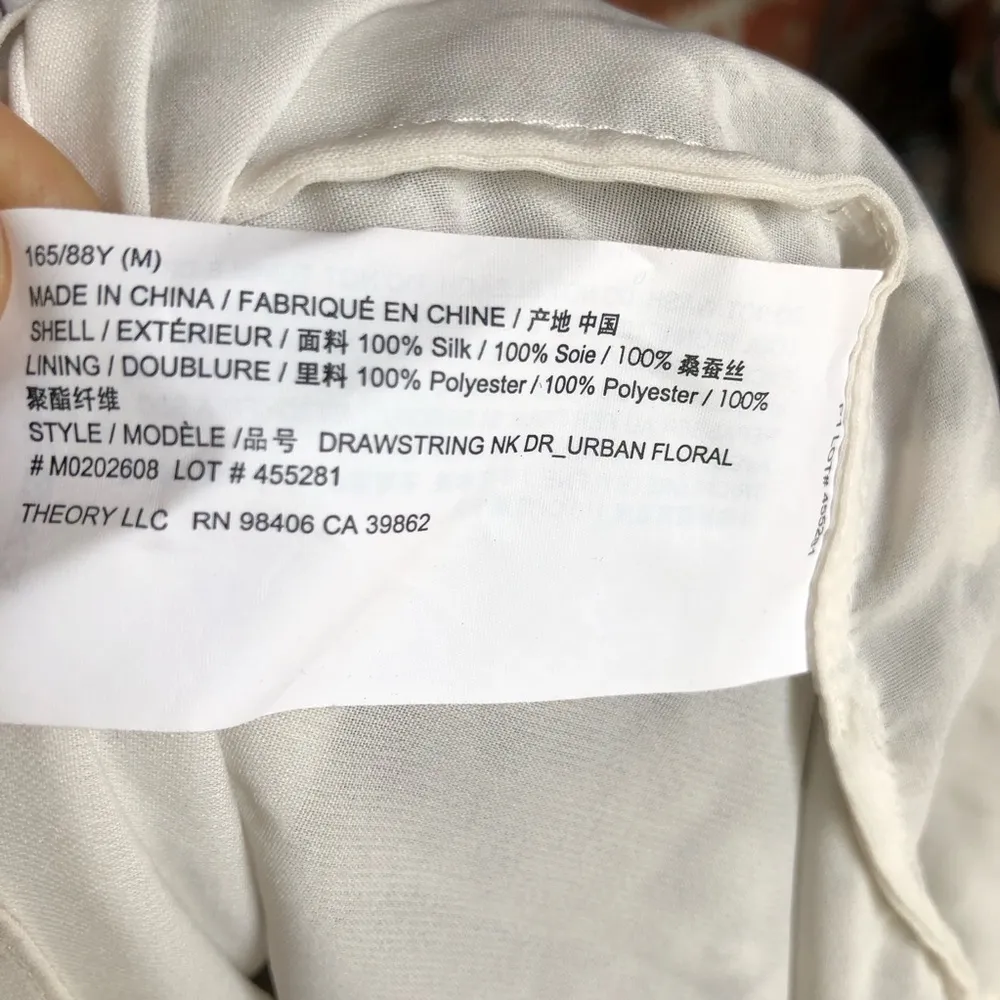 165/88Y (M)
MADE IN CHINA / FABRIQUÉ EN CHINE / 产地 中国
SHELL / EXTÉRIEUR / 面料 100% Silk / 100% Soie / 100% 桑蚕丝
LINING / DOUBLURE / 里料 100% Polyester / 100% Polyester / 100%
聚酯纤维
STYLE / MODÈLE /品号 DRAWSTRING NK DR_URBAN FLORAL
# M0202608 LOT # 455281
THEORY LLC RN 98406 CA 39862
LOT# 455281